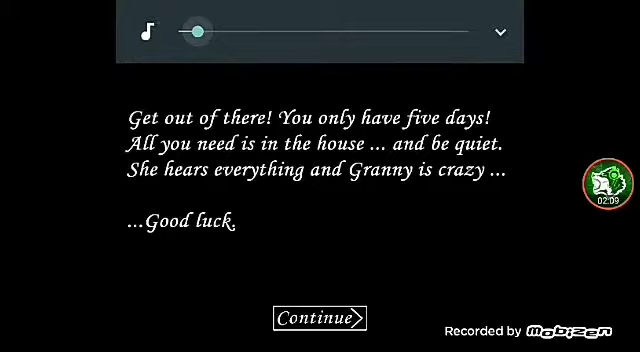 Get out of there! You only have five days!
All you need is in the house ... and be quiet.
She hears everything and Granny is crazy ...
...Good luck.
02:09
Continue
Recorded by mobizen